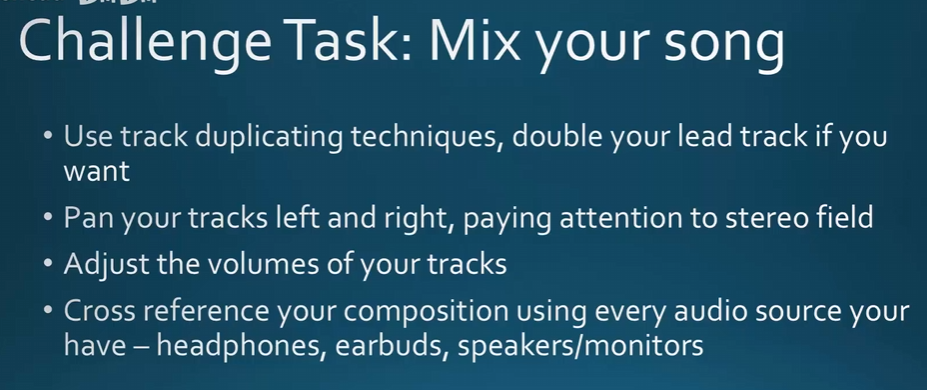 Challenge Task: Mix your song
• Use track duplicating techniques, double your lead track if you
want
• Pan your tracks left and right, paying attention to stereo field
• Adjust the volumes of your tracks
• Cross reference your composition using every audio source your
have – headphones, earbuds, speakers/monitors